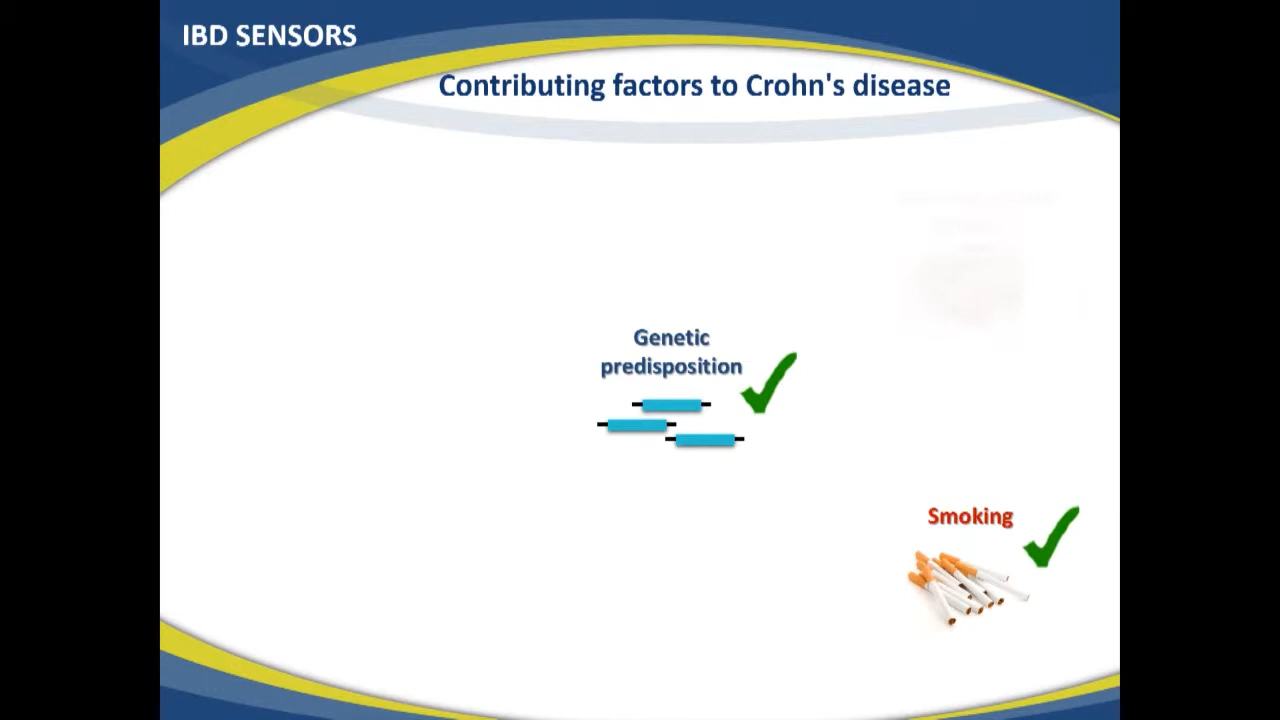 IBD SENSORS
Contributing factors to Crohn's disease
Genetic
predisposition
Smoking